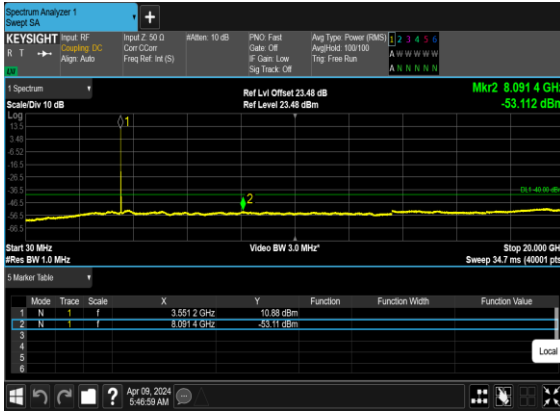 Spectrum Analyzer 1
Swept SA
+
KEYSIGHT Input: RF Input Z: 50 Ω #Atten: 10 dB PNO: Fast Avg Type: Power (RMS) 1 2 3 4 5 6
R T Coupling: DC Corr CCorr Gate: Off Avg|Hold: 100/100 A W W W W W
Align: Auto Freq Ref: Int (S) IF Gain: Low Trig: Free Run
Sig Track: Off A N N N N N
1 Spectrum Ref Lvl Offset 23.48 dB Mkr2 8.091 4 GHz
Scale/Div 10 dB Ref Level 23.48 dBm -53.112 dBm
Log
13.5
3.48
-6.52
-16.5
-26.5
-36.5
-46.5
-56.5
-66.5
1
2
DL1 -40.00 dBm
Start 30 MHz Video BW 3.0 MHz* Stop 20.000 GHz
#Res BW 1.0 MHz Sweep 34.7 ms (40001 pts)
5 Marker Table
Mode Trace Scale X Y Function Function Width Function Value
1 N 1 f 3.551 2 GHz 10.88 dBm
2 N 1 f 8.091 4 GHz -53.11 dBm
3
4
5
6
Local
? Apr 09, 2024
5:46:59 AM